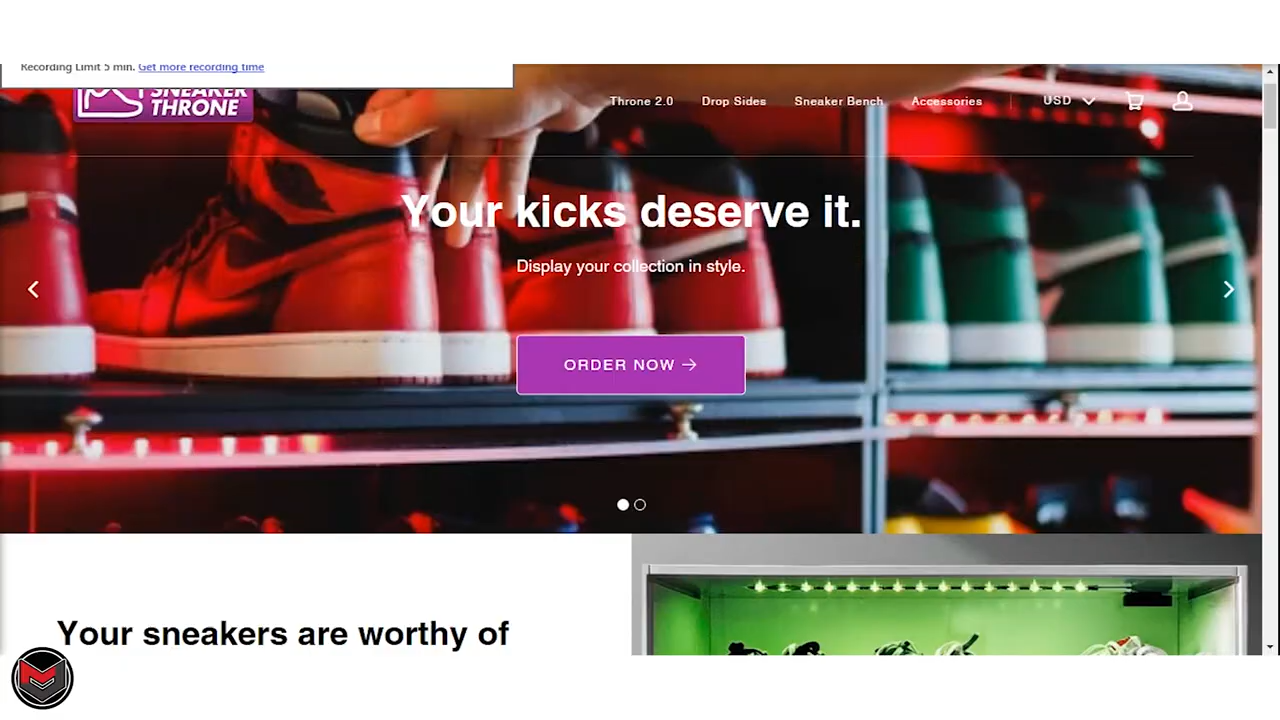 Recording Limit 5 min. Get more recording time
SNEAKER
THRONE
Throne 2.0 Drop Sides Sneaker Bench Accessories USD
Your kicks deserve it.
Display your collection in style.
ORDER NOW →
Your sneakers are worthy of